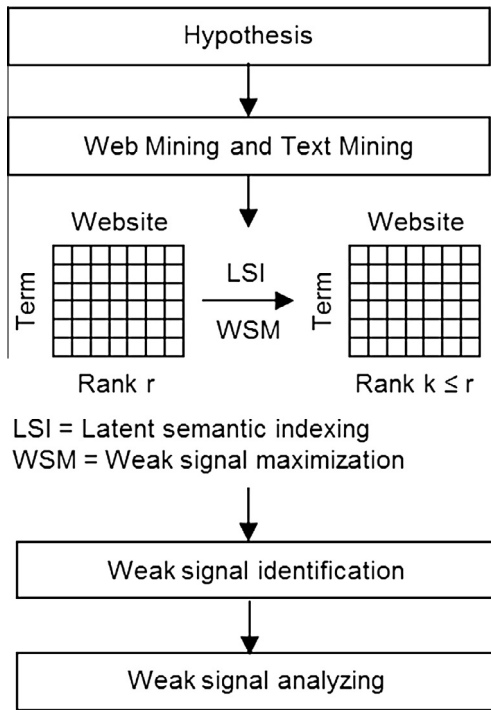 Hypothesis
Web Mining and Text Mining
Website
Website
Term
LSI
WSM
Term
Rank r
Rank k ≤ r
LSI = Latent semantic indexing
WSM = Weak signal maximization
Weak signal identification
Weak signal analyzing